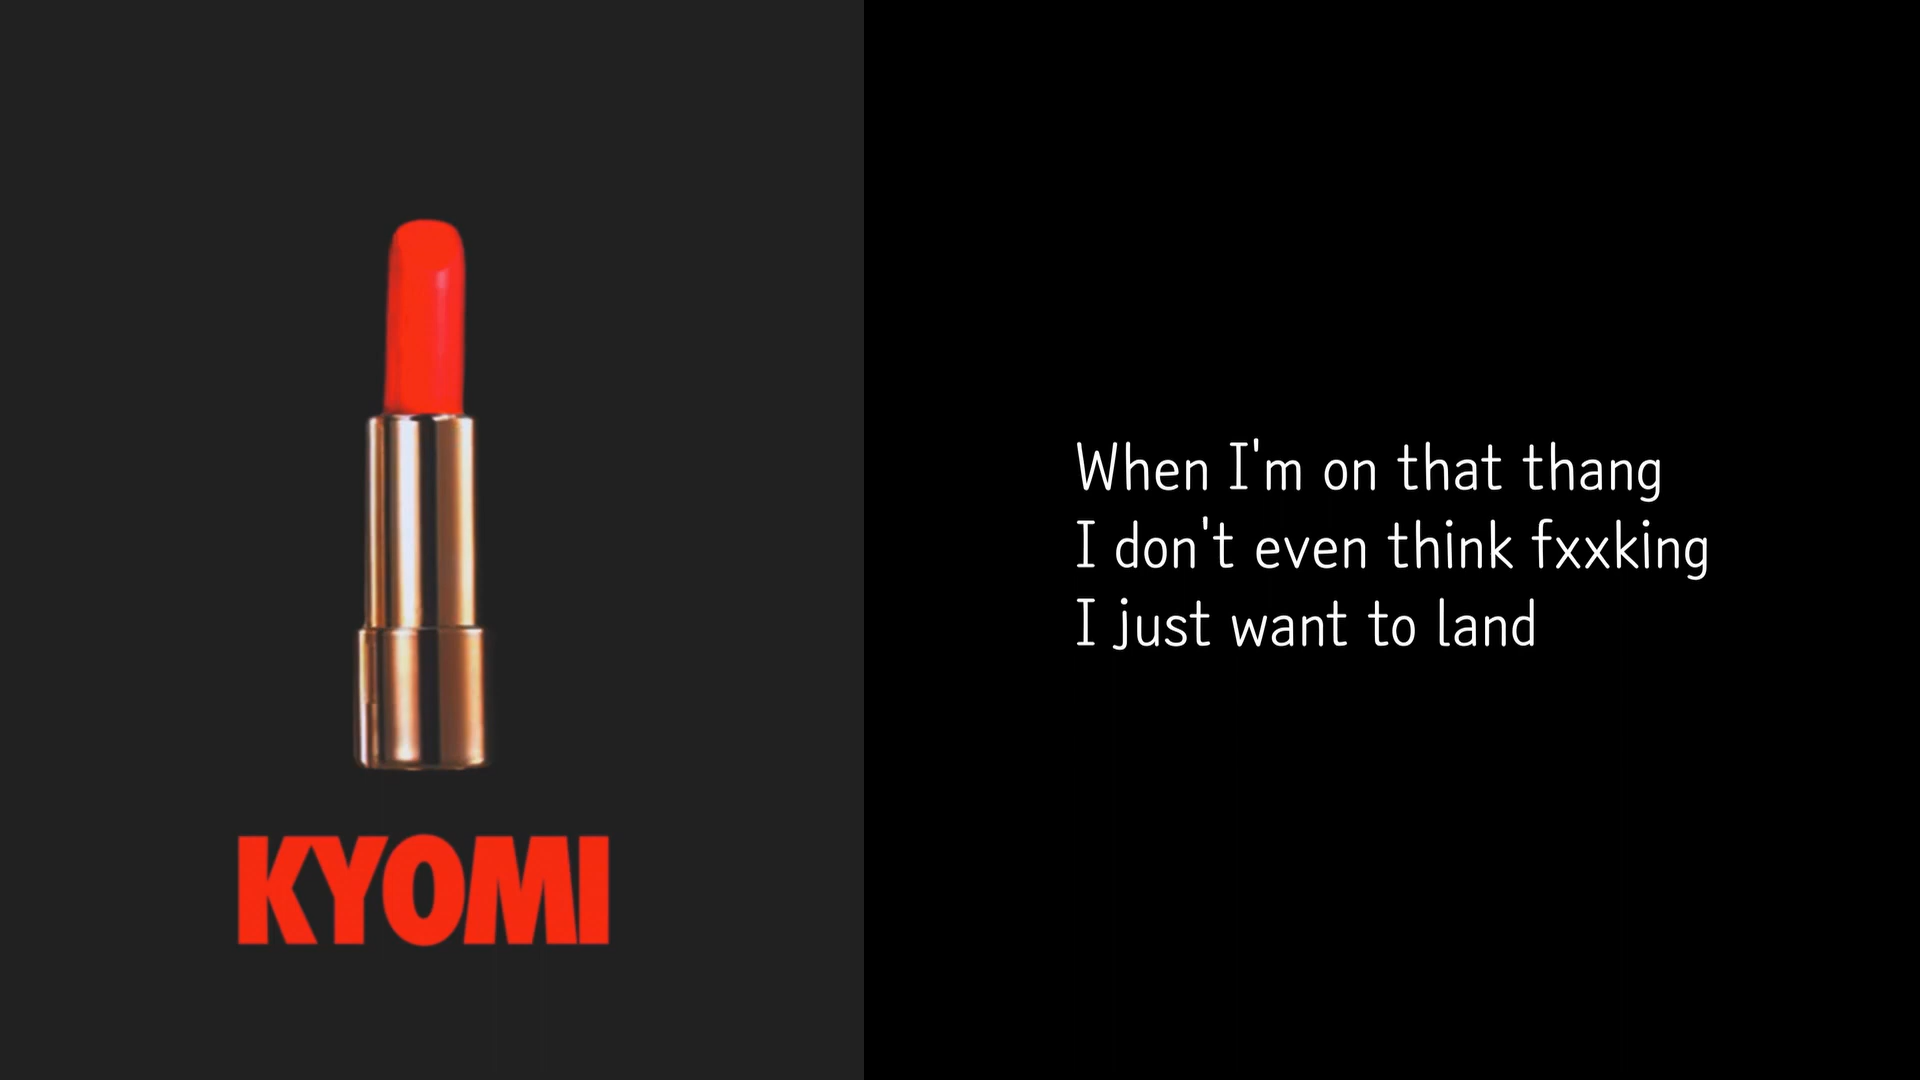 KYOMI
When I'm on that thang
I don't even think fxxking
I just want to land